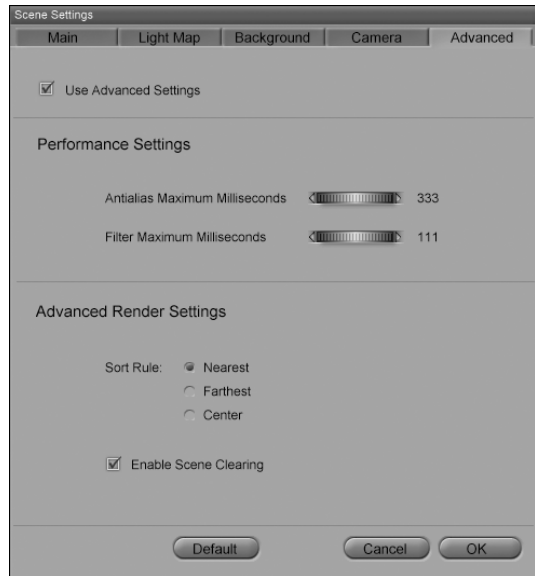 Scene Settings
Main Light Map Background Camera Advanced
Use Advanced Settings
Performance Settings
Antialias Maximum Milliseconds 333
Filter Maximum Milliseconds 111
Advanced Render Settings
Sort Rule: Nearest
Farthest
Center
Enable Scene Clearing
Default Cancel OK